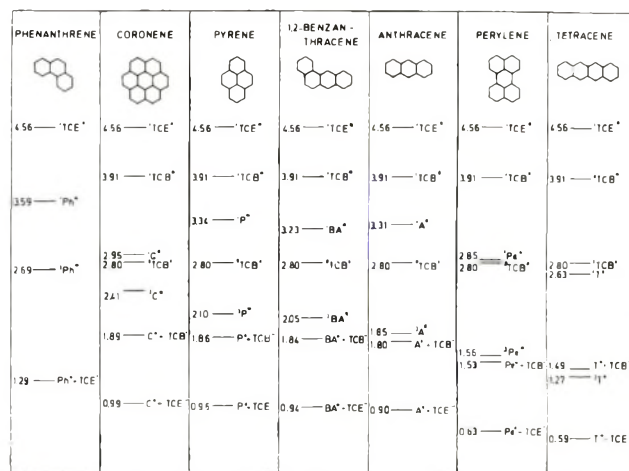 PHENANTHRENE
4.56 ¹TCE*
3.59 ¹Ph*
2.69 ³Ph*
1.29 Ph⁺+TCE⁻
CORONENE
4.56 ¹TCE*
3.91 ¹TCB*
2.95 ¹C*
2.80 ³TCB*
2.41 ³C*
1.89 C⁺+TCB⁻
0.99 C⁺+TCE⁻
PYRENE
4.56 ¹TCE*
3.91 ¹TCB*
3.34 ¹P*
2.80 ³TCB*
2.10 ³P*
1.86 P⁺+TCB⁻
0.95 P⁺+TCE⁻
1,2-BENZAN-
THRACENE
4.56 ¹TCE*
3.91 ¹TCB*
3.23 ¹BA*
2.80 ³TCB*
2.05 ³BA*
1.84 BA⁺+TCB⁻
0.94 BA⁺+TCE⁻
ANTHRACENE
4.56 ¹TCE*
3.91 ¹TCB*
3.31 ¹A*
2.80 ³TCB*
1.85 ³A*
1.80 A⁺+TCB⁻
0.90 A⁺+TCE⁻
PERYLENE
4.56 ¹TCE*
3.91 ¹TCB*
2.85 ¹Pe*
2.80 ³TCB*
1.56 ³Pe*
1.53 Pe⁺+TCB⁻
0.63 Pe⁺+TCE⁻
TETRACENE
4.56 ¹TCE*
3.91 ¹TCB*
2.80 ³TCB*
2.63 ¹T*
1.49 T⁺+TCB⁻
1.27 ³T*
0.59 T⁺+TCE⁻